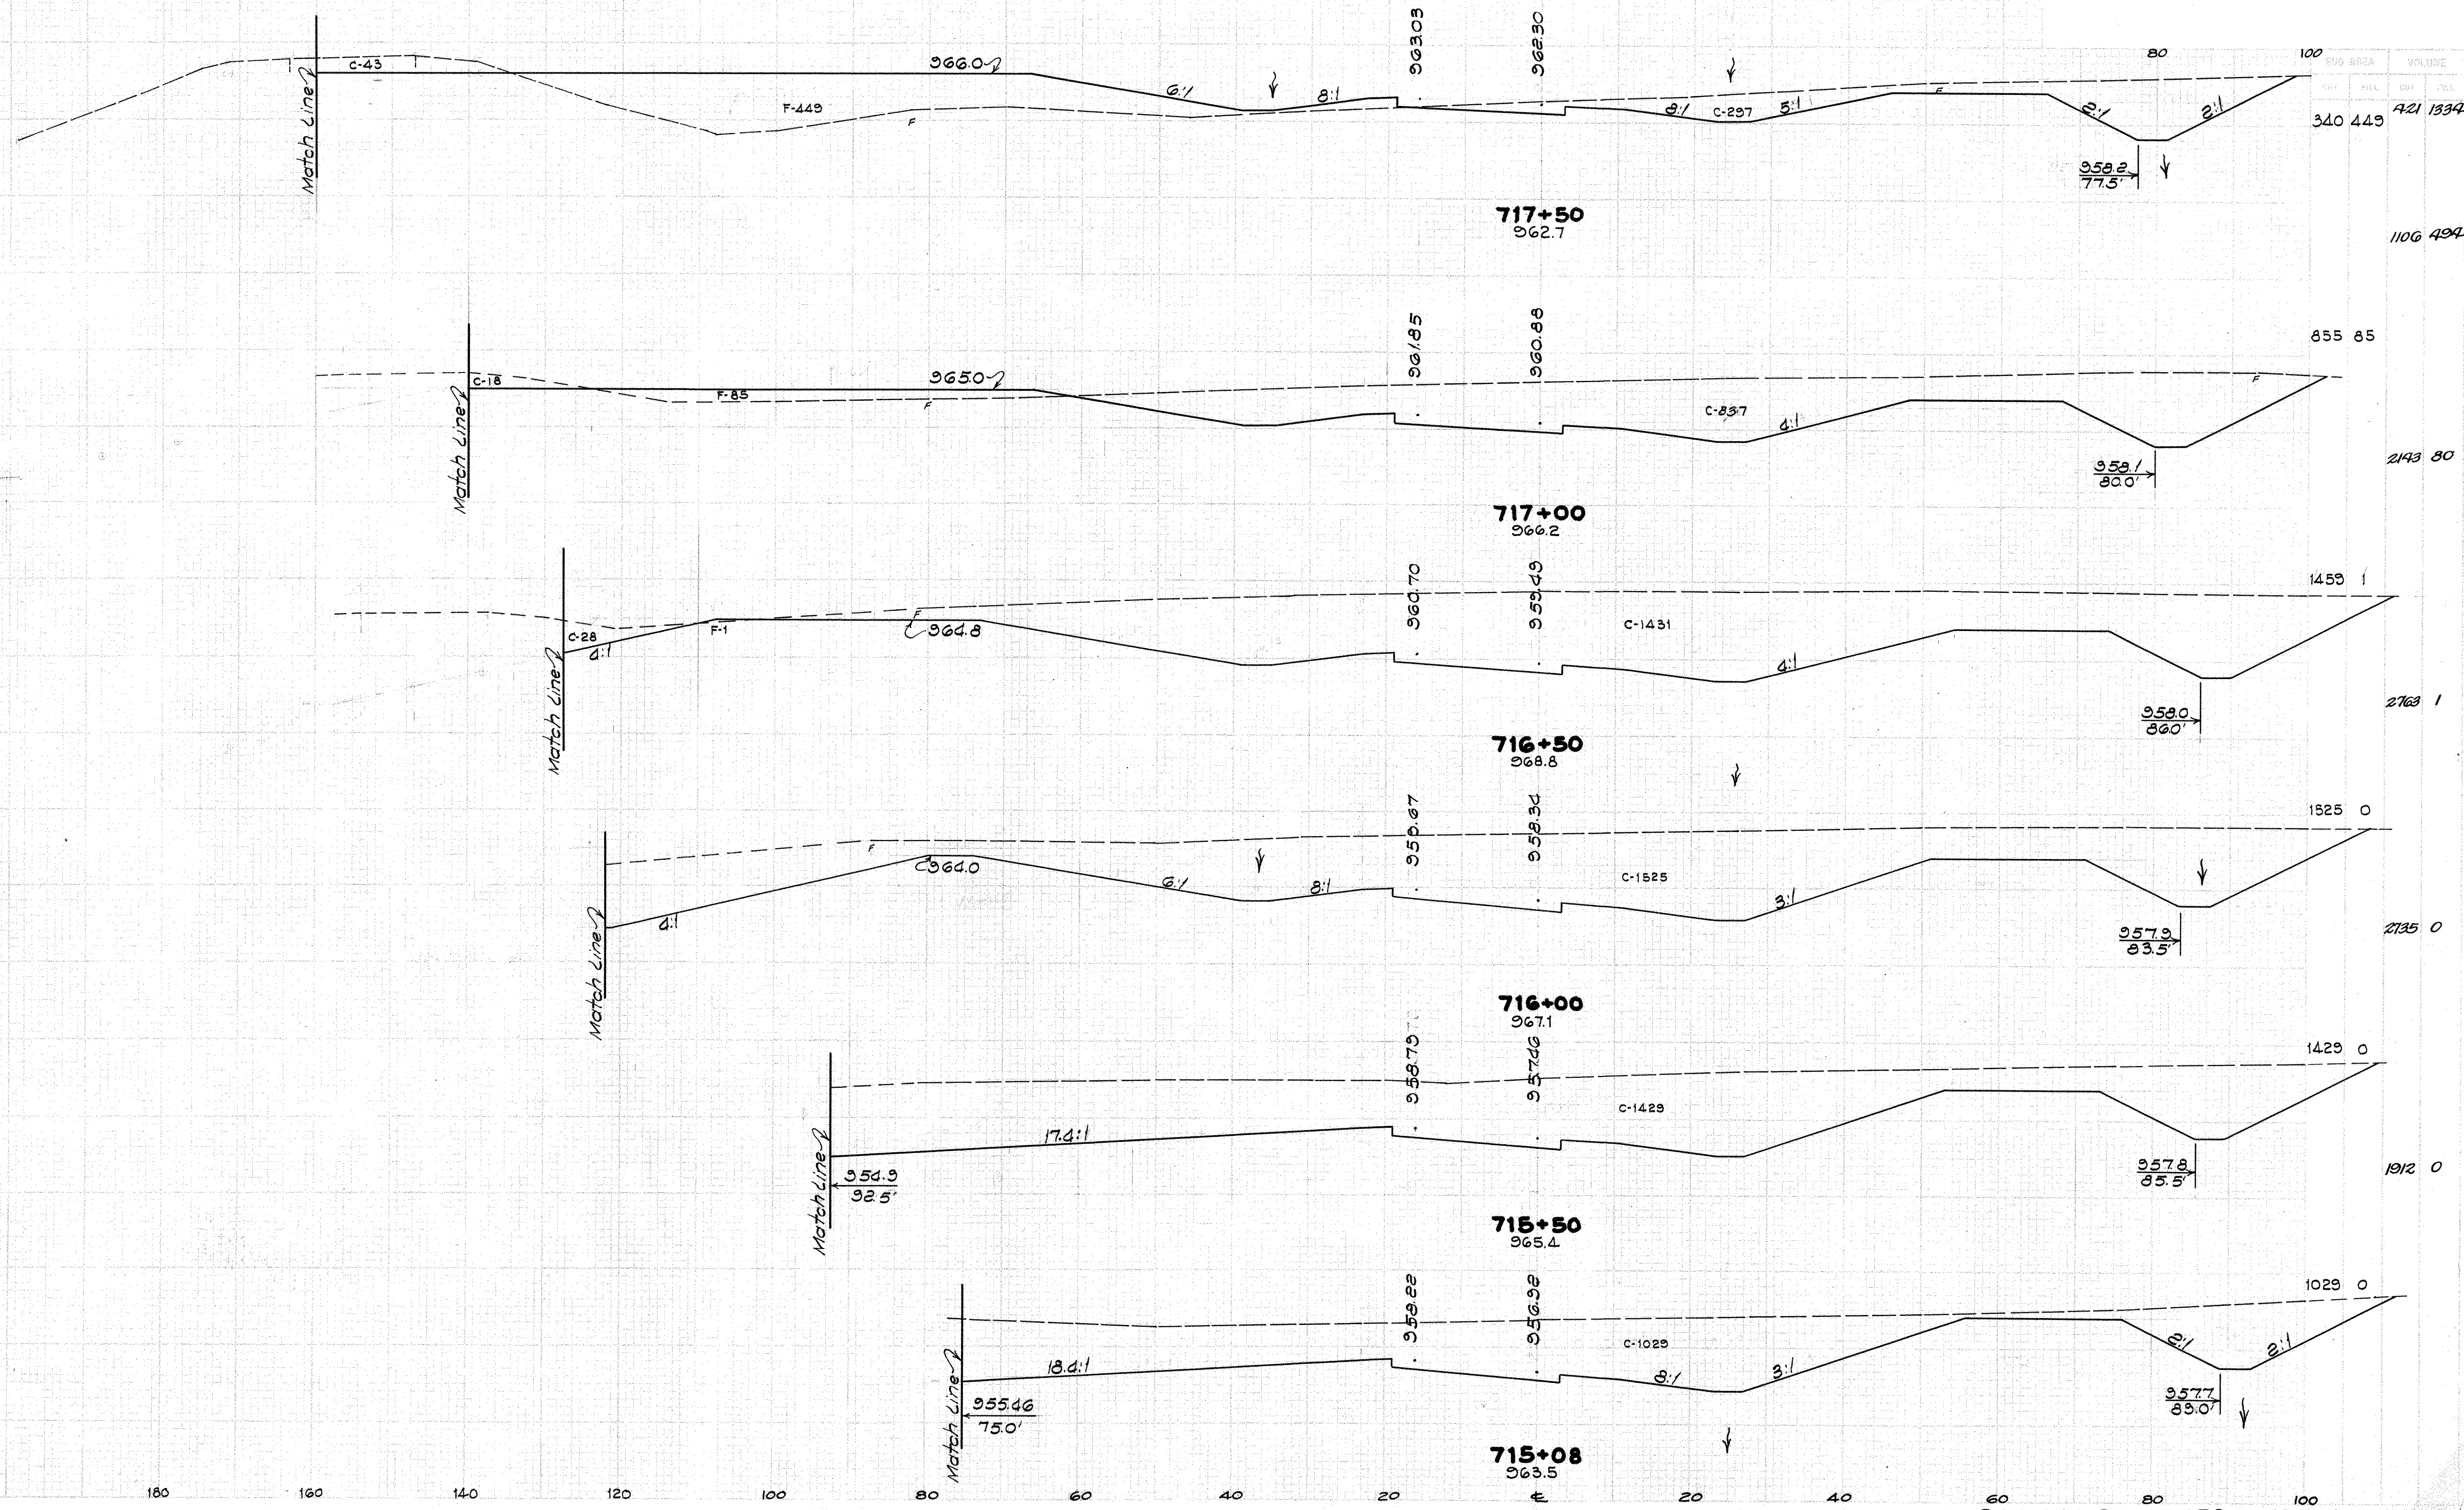 963.03 962.30
80 100
END AREA VOLUME
CUT FILL CUT FILL
C-43 966.0 6:1 8:1 8:1 C-297 5:1 F 2:1 2:1
F-449 F
421 1334
340 449
Match Line
958.2
77.5'
717+50
962.7
1106 494
961.85 960.88
855 85
C-18 965.0 F
F-85 F C-837 4:1
Match Line
958.1
80.0'
2143 80
717+00
966.2
960.70 959.49
1459 1
F
C-28 F-1 964.8 C-1431
4:1 4:1
Match Line
958.0
86.0'
2763 1
716+50
968.8
959.67 958.34
1525 0
F
964.0 6:1 8:1 C-1525 3:1
4:1
Match Line
957.9
83.5'
2735 0
716+00
967.1
958.79 957.46
1429 0
C-1429
17.4:1
Match Line
954.9
92.5'
957.8
85.5'
1912 0
715+50
965.4
958.22 956.92
1029 0
C-1029
18.4:1 8:1 3:1 2:1 2:1
Match Line
955.46
75.0'
957.7
89.0'
715+08
963.5
180 160 140 120 100 80 60 40 20 ℄ 20 40 60 80 100